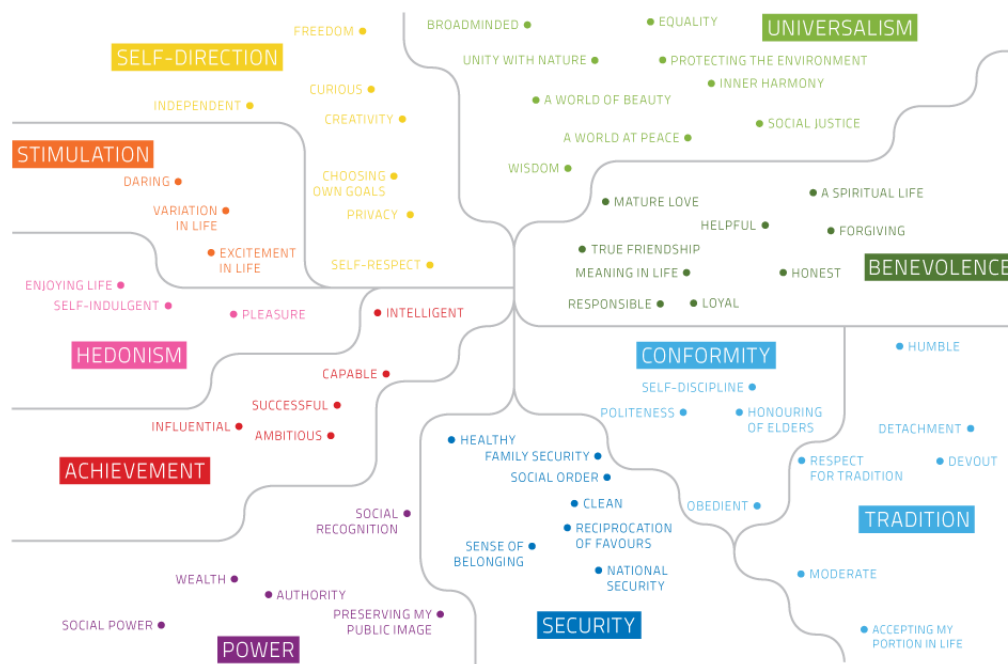 SELF-DIRECTION
FREEDOM
CURIOUS
INDEPENDENT
CREATIVITY
CHOOSING
OWN GOALS
PRIVACY
SELF-RESPECT
UNIVERSALISM
BROADMINDED
EQUALITY
UNITY WITH NATURE
PROTECTING THE ENVIRONMENT
INNER HARMONY
A WORLD OF BEAUTY
SOCIAL JUSTICE
A WORLD AT PEACE
WISDOM
STIMULATION
DARING
VARIATION
IN LIFE
EXCITEMENT
IN LIFE
MATURE LOVE
A SPIRITUAL LIFE
HELPFUL
FORGIVING
TRUE FRIENDSHIP
MEANING IN LIFE
HONEST
BENEVOLENCE
RESPONSIBLE
LOYAL
ENJOYING LIFE
SELF-INDULGENT
PLEASURE
HEDONISM
INTELLIGENT
CAPABLE
SUCCESSFUL
INFLUENTIAL
AMBITIOUS
ACHIEVEMENT
CONFORMITY
SELF-DISCIPLINE
POLITENESS
HONOURING
OF ELDERS
OBEDIENT
HUMBLE
DETACHMENT
RESPECT
FOR TRADITION
DEVOUT
TRADITION
MODERATE
ACCEPTING MY
PORTION IN LIFE
HEALTHY
FAMILY SECURITY
SOCIAL ORDER
CLEAN
RECIPROCATION
OF FAVOURS
SENSE OF
BELONGING
NATIONAL
SECURITY
SECURITY
SOCIAL
RECOGNITION
WEALTH
AUTHORITY
PRESERVING MY
PUBLIC IMAGE
SOCIAL POWER
POWER